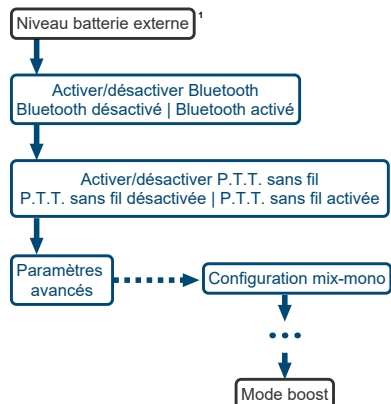 Niveau batterie externe ¹
Activer/désactiver Bluetooth
Bluetooth désactivé | Bluetooth activé
Activer/désactiver P.T.T. sans fil
P.T.T. sans fil désactivée | P.T.T. sans fil activée
Paramètres
avancés
Configuration mix-mono
Mode boost